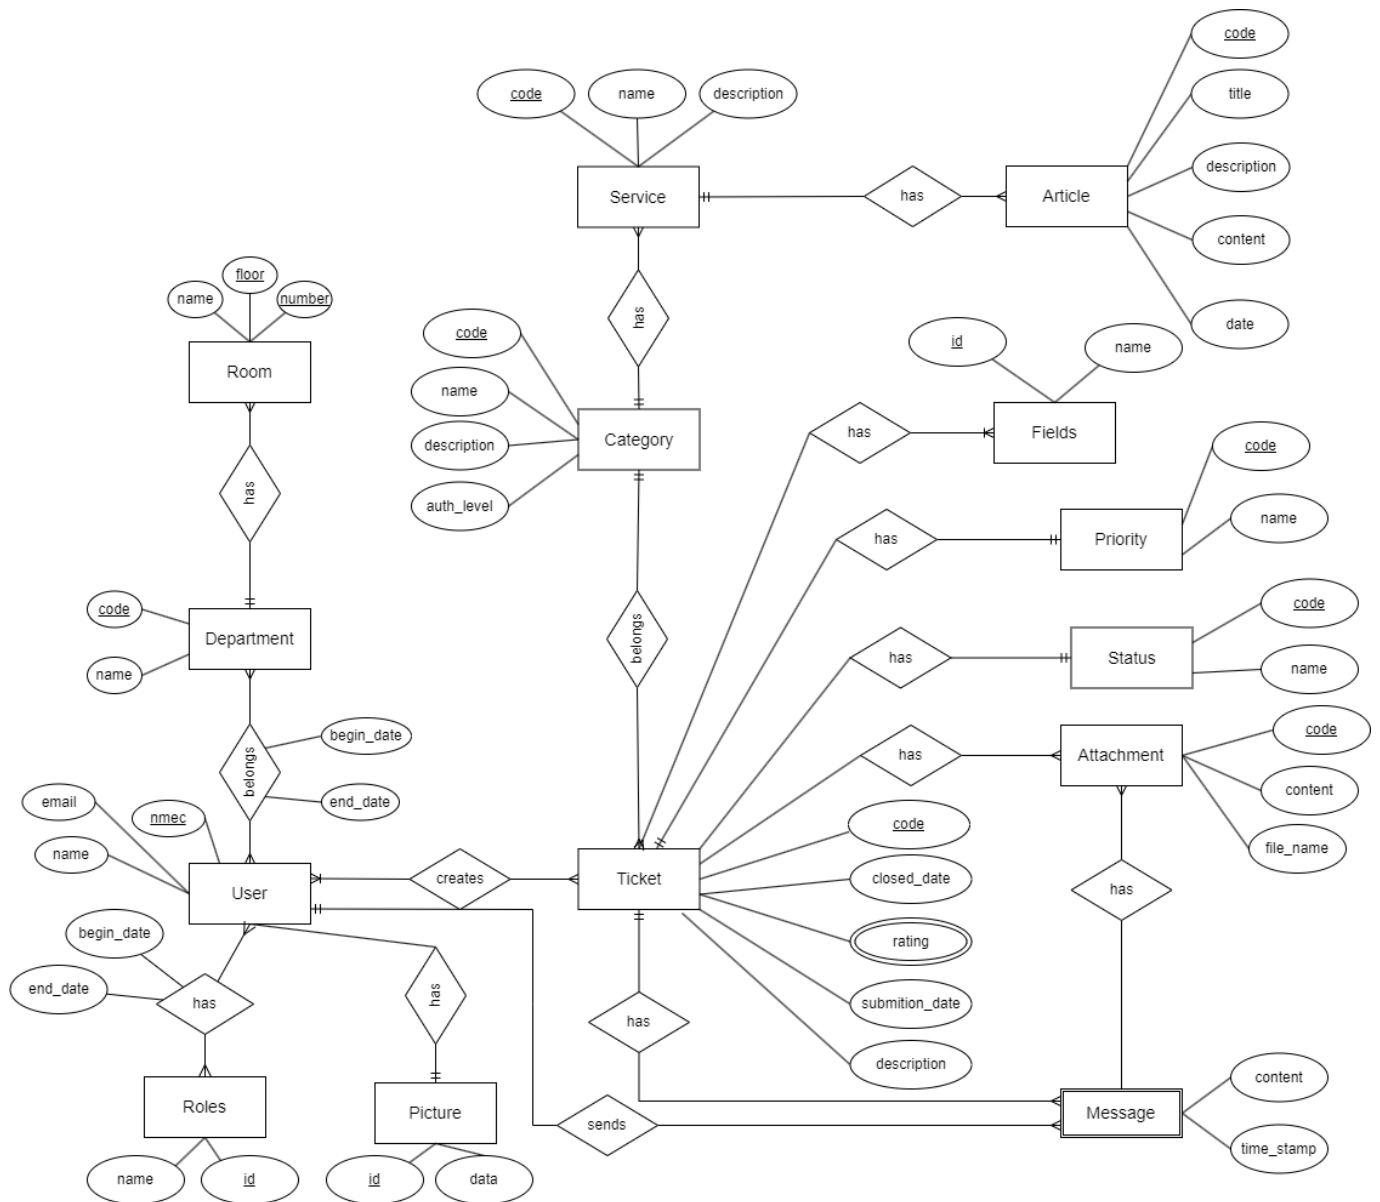 code
title
description
content
date
code
name
description
Service
has
Article
floor
name
number
Room
has
code
name
description
auth_level
Category
id
name
has
Fields
has
code
name
has
Priority
code
name
Department
belongs
has
Status
code
name
begin_date
end_date
belongs
has
Attachment
code
content
file_name
email
name
nmec
User
creates
Ticket
code
closed_date
rating
submition_date
description
has
begin_date
end_date
has
has
has
Roles
Picture
sends
Message
content
time_stamp
name
id
id
data